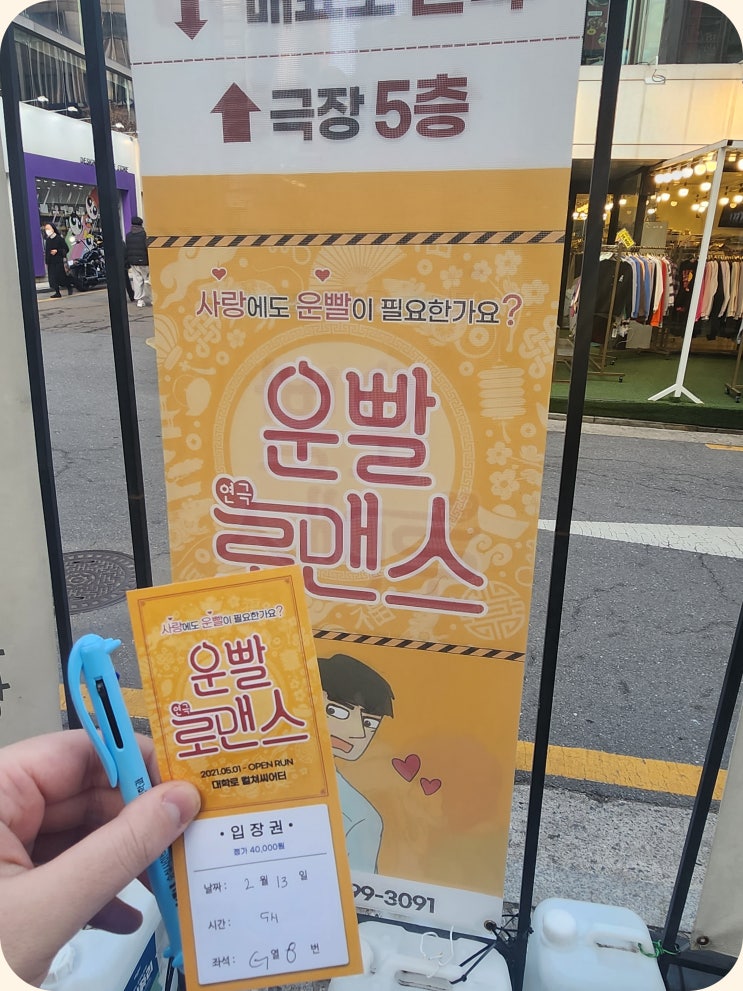 극장 5층
사랑에도 운빨이 필요한가요?
운빨
연극
로맨스
99-3091
사랑에도 운빨이 필요한가요?
운빨
연극
로맨스
2021.05.01 - OPEN RUN
대학로 컬쳐씨어터
· 입장권 ·
정가 40,000원
날짜: 2 월 13 일
시간:
좌석: G 열 8 번